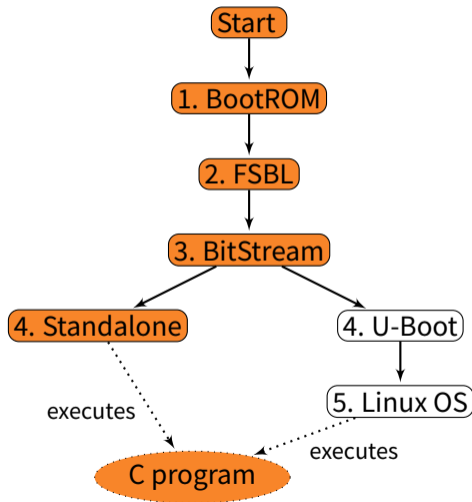 Start
1. BootROM
2. FSBL
3. BitStream
4. Standalone
4. U-Boot
5. Linux OS
executes
executes
C program